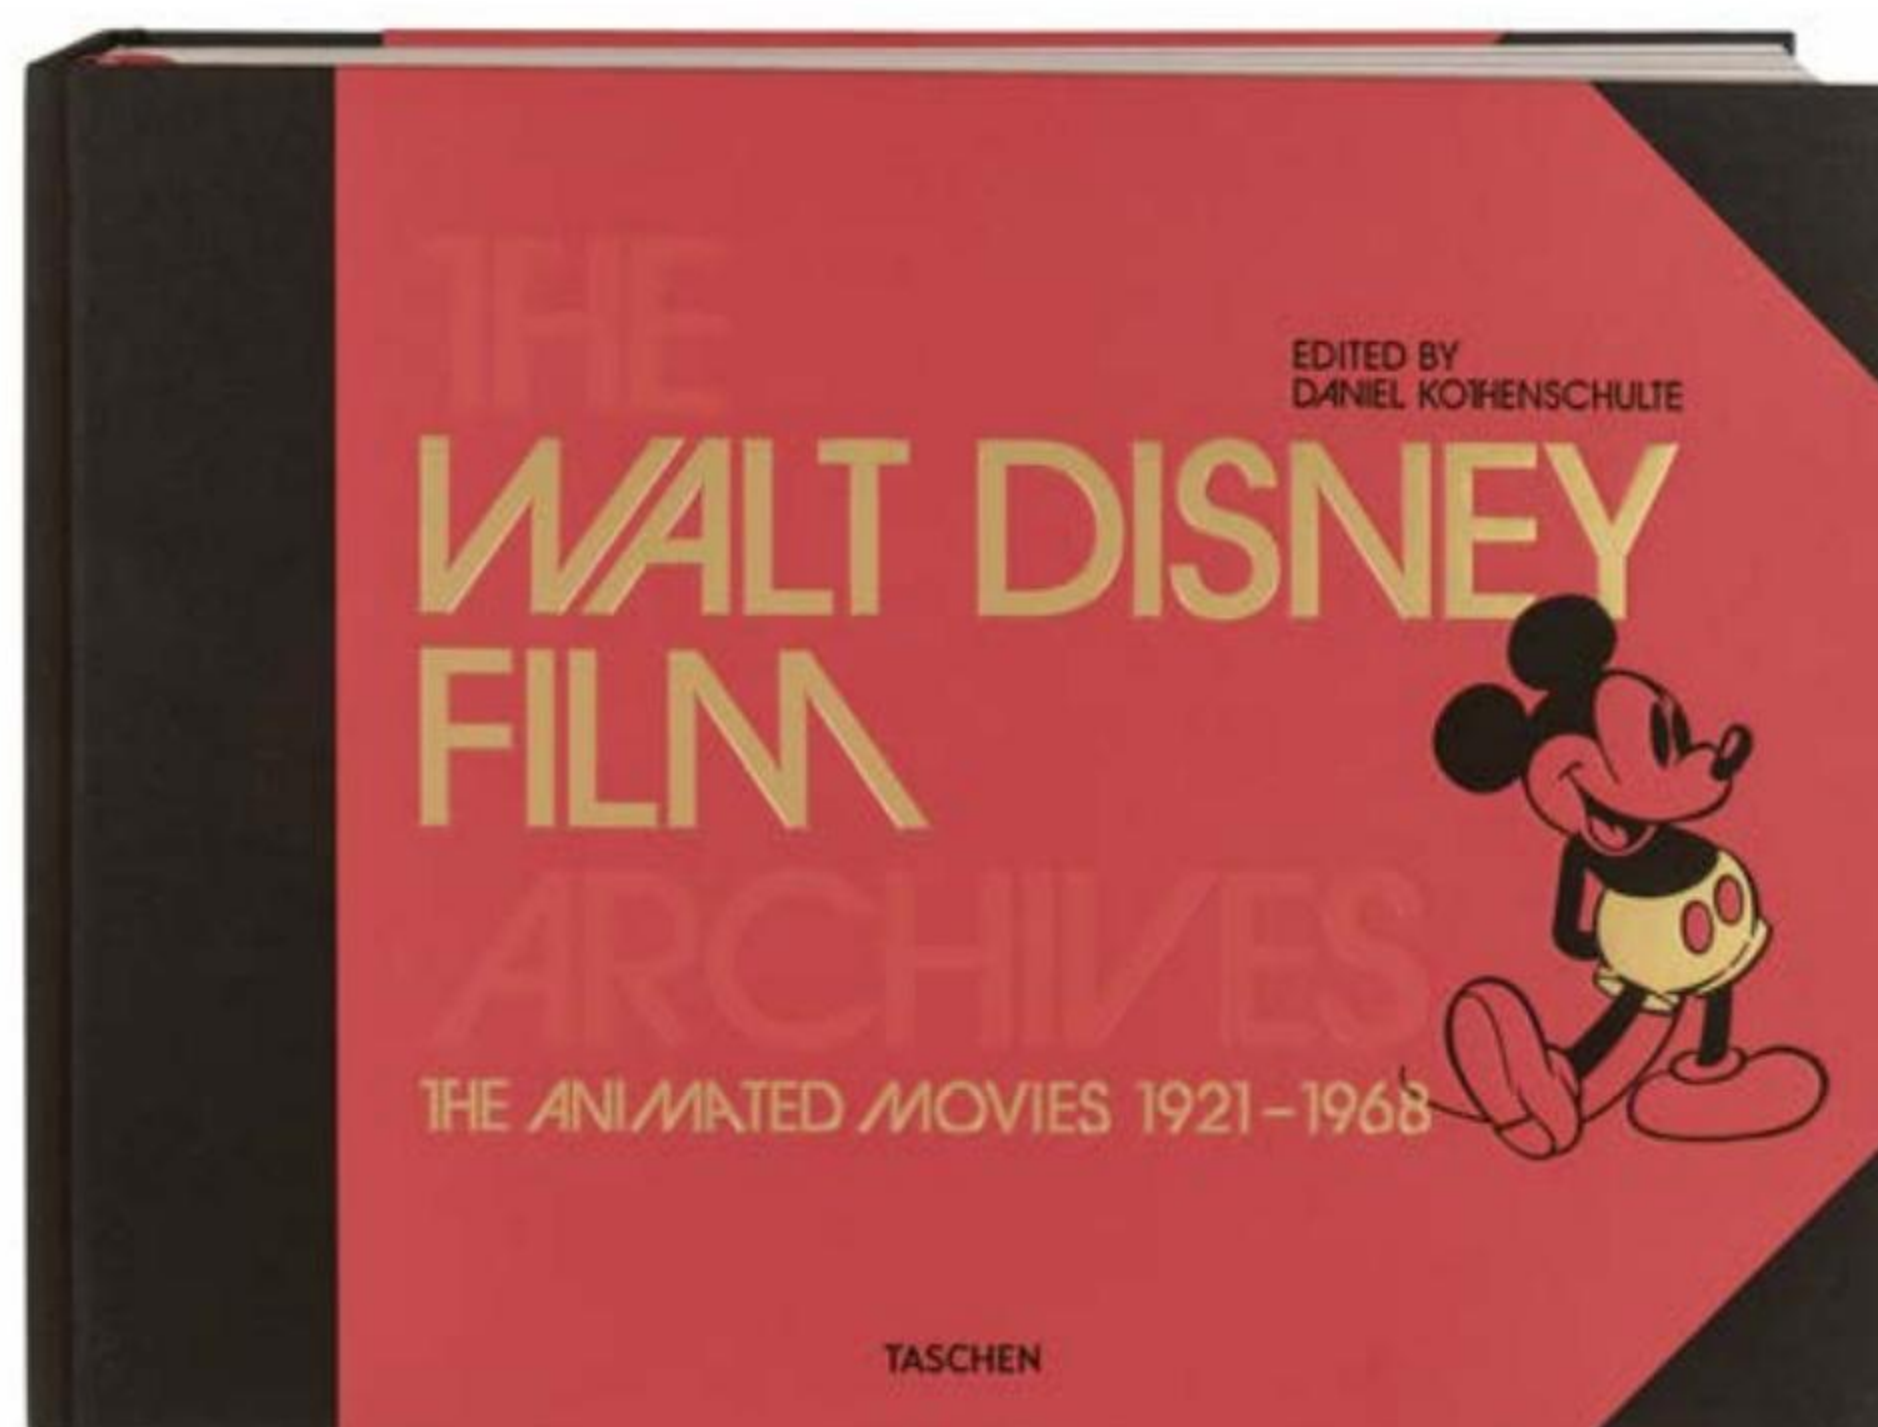 THE
EDITED BY
DANIEL KOTHENSCHULTE
WALT DISNEY
FILM
ARCHIVES
THE ANIMATED MOVIES 1921–1968
TASCHEN